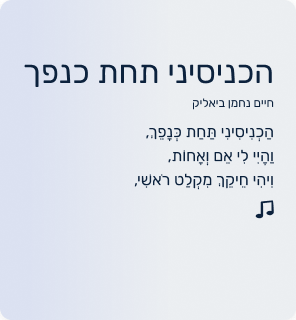 הכניסיני תחת כנפך
חיים נחמן ביאליק
הַכְנִיסִינִי תַּחַת כְּנָפֵךְ,
וַהֲיִי לִי אֵם וְאָחוֹת,
וִיהִי חֵיקֵךְ מִקְלַט רֹאשִׁי,